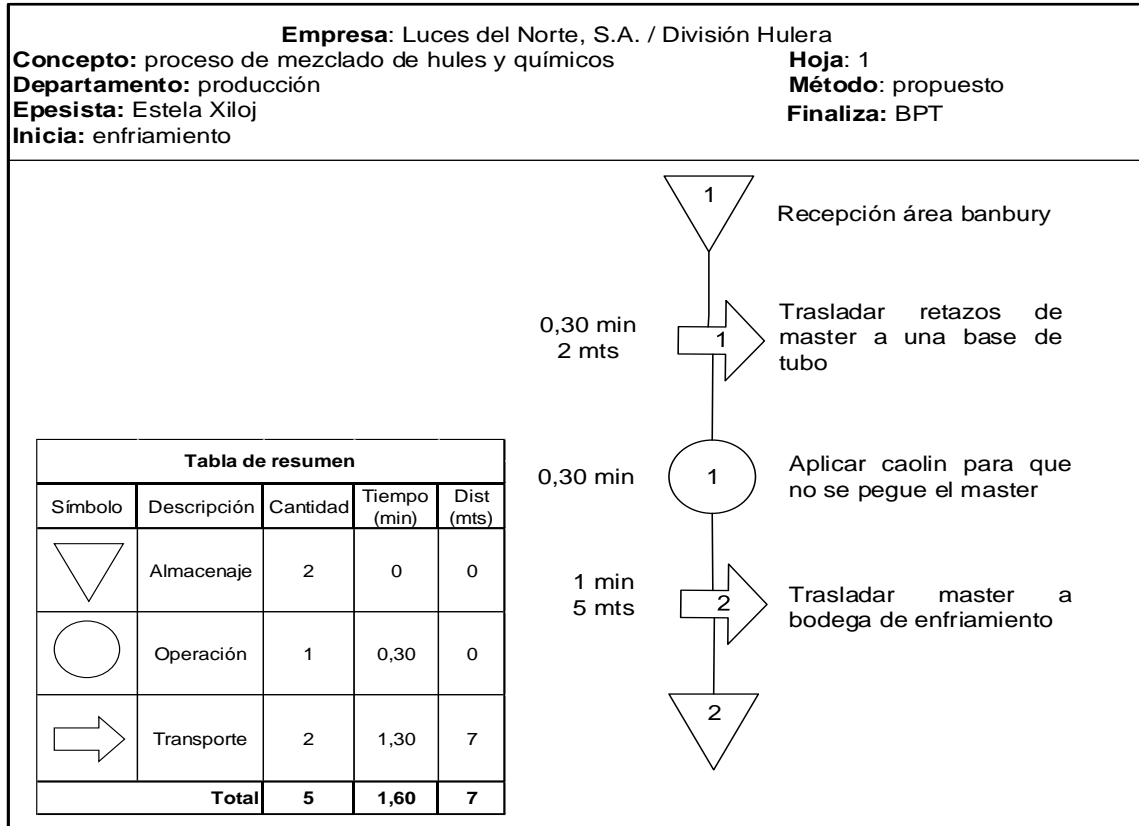 Empresa: Luces del Norte, S.A. / División Hulera
Concepto: proceso de mezclado de hules y químicos
Hoja: 1
Departamento: producción
Método: propuesto
Epesista: Estela Xiloj
Finaliza: BPT
Inicia: enfriamiento
1
Recepción área banbury
0,30 min
2 mts
1
Trasladar retazos de
master a una base de
tubo
0,30 min
1
Aplicar caolin para que
no se pegue el master
1 min
5 mts
2
Trasladar master a
bodega de enfriamiento
2
Tabla de resumen
Símbolo Descripción Cantidad Tiempo (min) Dist (mts)
Almacenaje 2 0 0
Operación 1 0,30 0
Transporte 2 1,30 7
Total 5 1,60 7